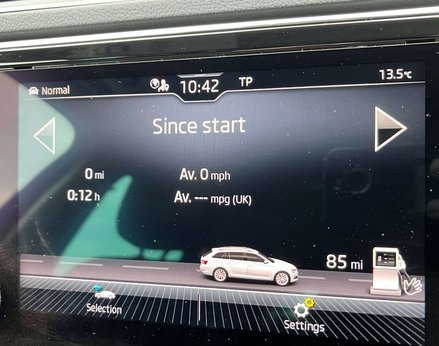 Normal 10:42 TP 13.5°C
Since start
0 mi Av. 0 mph
0:12 h Av. --- mpg (UK)
85 mi
Selection
Settings